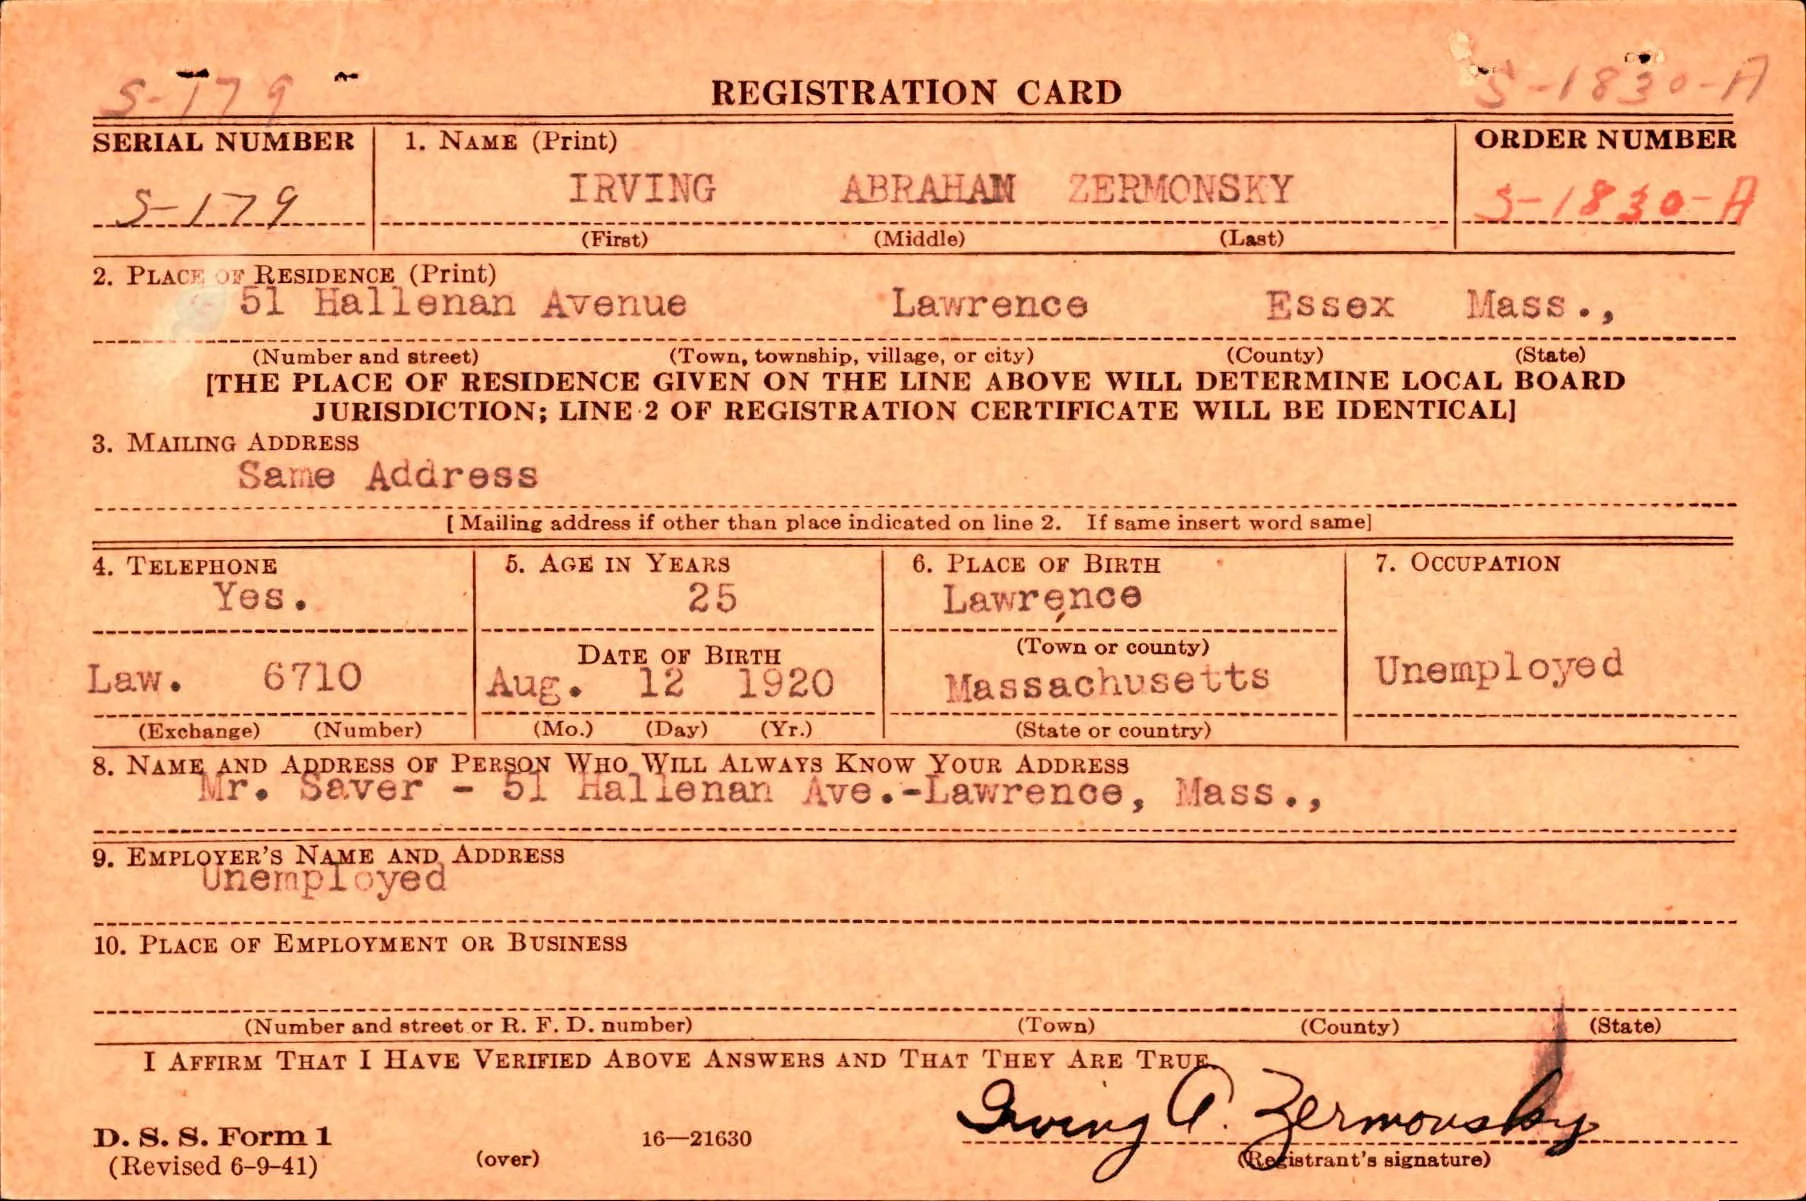 S-179 REGISTRATION CARD S-1830-A
SERIAL NUMBER 1. NAME (Print) ORDER NUMBER
S-179 IRVING ABRAHAM ZERMONSKY S-1830-A
(First) (Middle) (Last)
2. PLACE OF RESIDENCE (Print)
51 Hallenan Avenue Lawrence Essex Mass.,
(Number and street) (Town, township, village, or city) (County) (State)
[THE PLACE OF RESIDENCE GIVEN ON THE LINE ABOVE WILL DETERMINE LOCAL BOARD
JURISDICTION; LINE 2 OF REGISTRATION CERTIFICATE WILL BE IDENTICAL]
3. MAILING ADDRESS
Same Address
[Mailing address if other than place indicated on line 2. If same insert word same]
4. TELEPHONE 5. AGE IN YEARS 6. PLACE OF BIRTH 7. OCCUPATION
Yes. 25 Lawrence
DATE OF BIRTH (Town or county)
Law. 6710 Aug. 12 1920 Massachusetts Unemployed
(Exchange) (Number) (Mo.) (Day) (Yr.) (State or country)
8. NAME AND ADDRESS OF PERSON WHO WILL ALWAYS KNOW YOUR ADDRESS
Mr. Saver - 51 Hallenan Ave.-Lawrence, Mass.,
9. EMPLOYER'S NAME AND ADDRESS
Unemployed
10. PLACE OF EMPLOYMENT OR BUSINESS
(Number and street or R. F. D. number) (Town) (County) (State)
I AFFIRM THAT I HAVE VERIFIED ABOVE ANSWERS AND THAT THEY ARE TRUE.
Irving A. Zermonsky
D. S. S. Form 1 16—21630
(Revised 6-9-41) (over) (Registrant's signature)